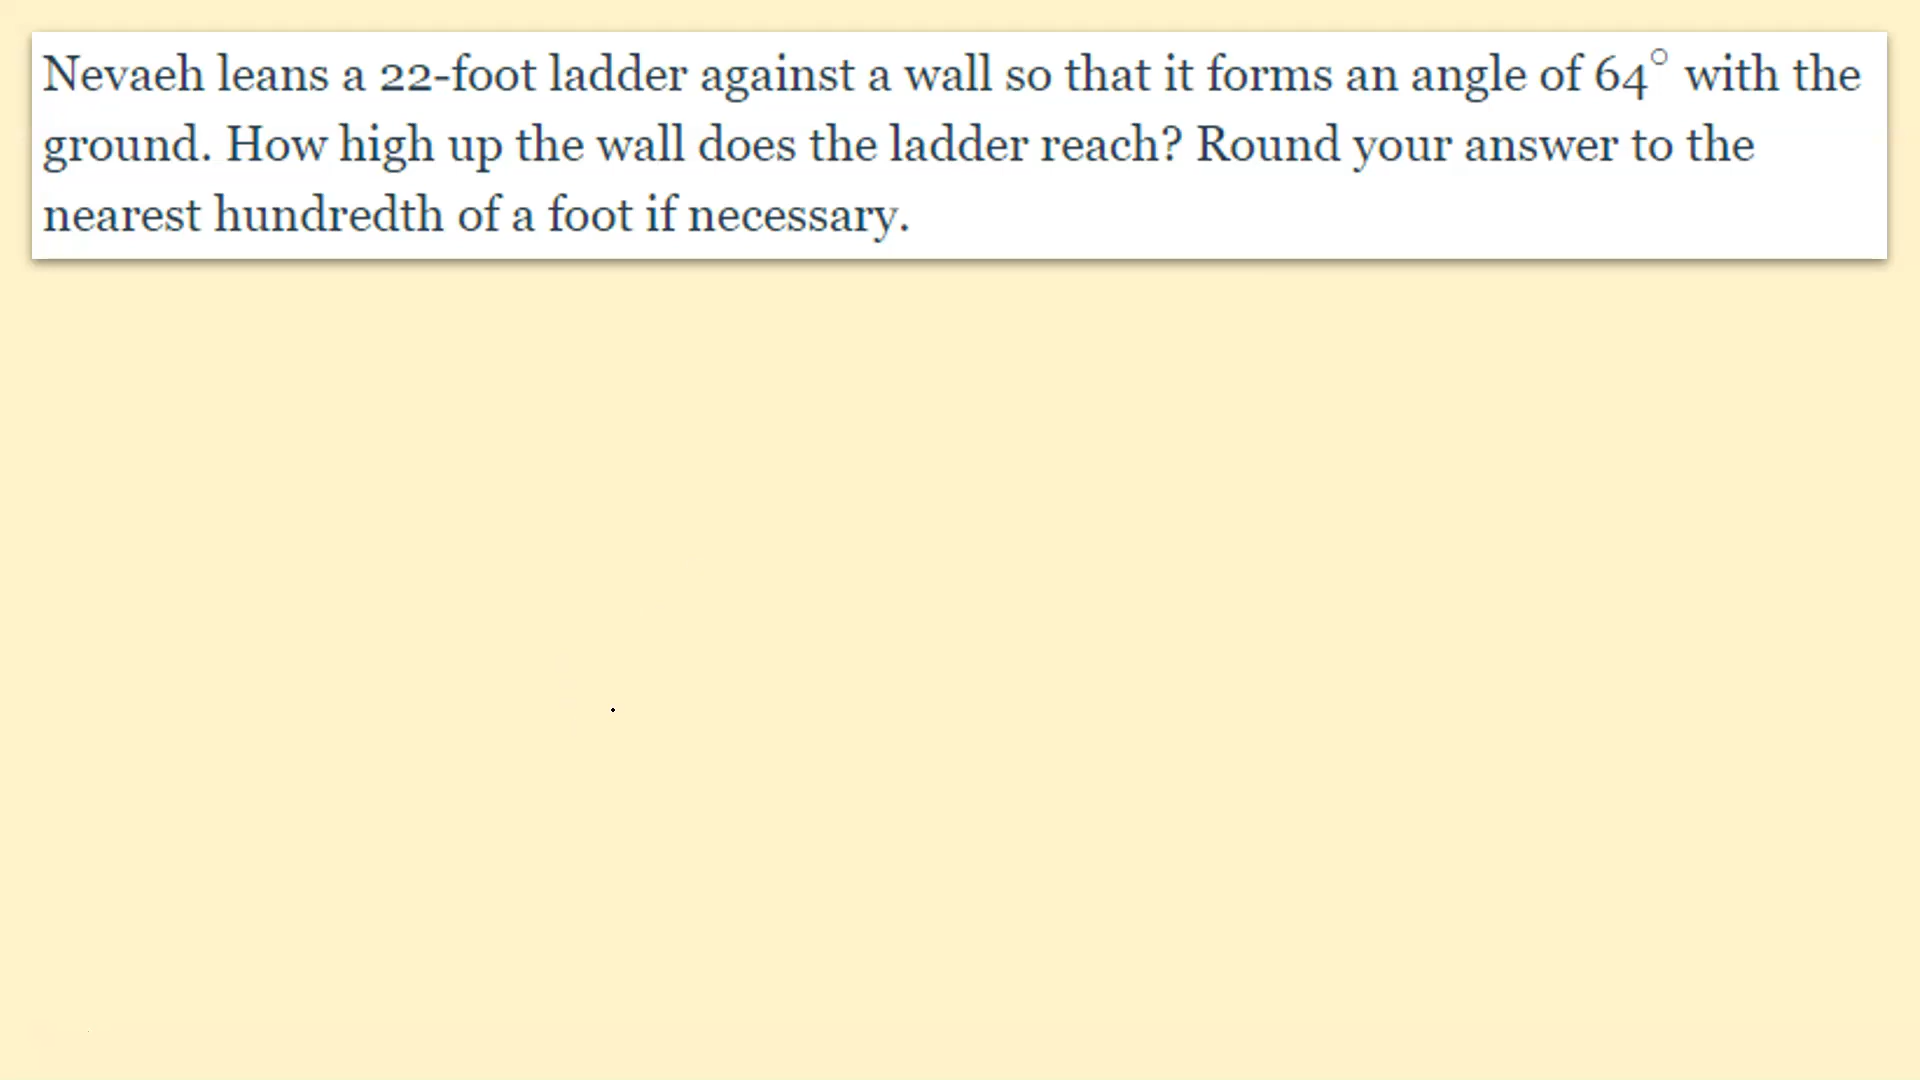 Nevaeh leans a 22-foot ladder against a wall so that it forms an angle of 64° with the
ground. How high up the wall does the ladder reach? Round your answer to the
nearest hundredth of a foot if necessary.